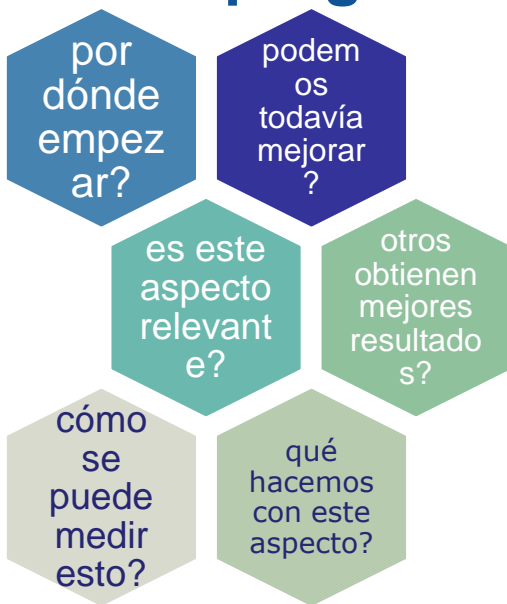 por
dónde
empez
ar?
podem
os
todavía
mejorar
?
es este
aspecto
relevant
e?
otros
obtienen
mejores
resultado
s?
cómo
se
puede
medir
esto?
qué
hacemos
con este
aspecto?